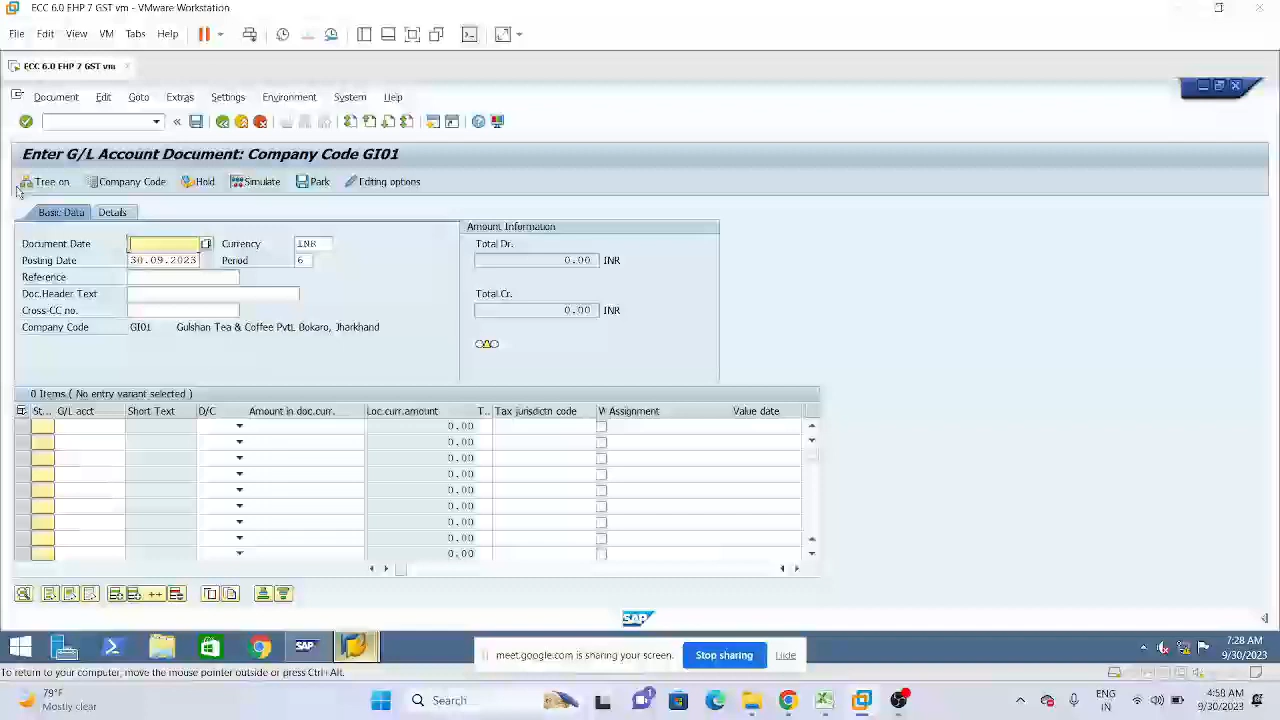 ECC 6.0 EHP 7 GST vm - VMware Workstation
File Edit View VM Tabs Help
ECC 6.0 EHP 7 GST vm
Document Edit Goto Extras Settings Environment System Help
Enter G/L Account Document: Company Code GI01
Tree on Company Code Hold Simulate Park Editing options
Basic Data Details
Amount Information
Document Date Currency INR
Total Dr.
Posting Date 30.09.2023 Period 6
0.00 INR
Reference
Doc.Header Text
Total Cr.
Cross-CC no.
0.00 INR
Company Code GI01 Gulshan Tea & Coffee Pvtl. Bokaro, Jharkhand
0 Items ( No entry variant selected )
St... G/L acct Short Text D/C Amount in doc.curr. Loc.curr.amount T.. Tax jurisdictn code W Assignment Value date
0.00
0.00
0.00
0.00
0.00
0.00
0.00
0.00
0.00
SAP
SAP
7:28 AM
9/30/2023
meet.google.com is sharing your screen. Stop sharing Hide
To return to your computer, move the mouse pointer outside or press Ctrl+Alt.
79°F
Mostly clear
Search
ENG
IN
4:58 AM
9/30/2023